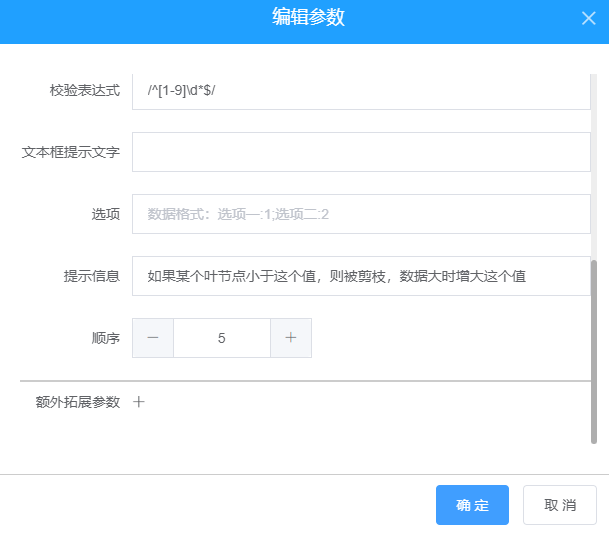 编辑参数
校验表达式
/^[1-9]\d*$/
文本框提示文字
选项
数据格式：选项一:1;选项二:2
提示信息
如果某个叶节点小于这个值，则被剪枝，数据大时增大这个值
顺序
5
额外拓展参数
确 定
取 消